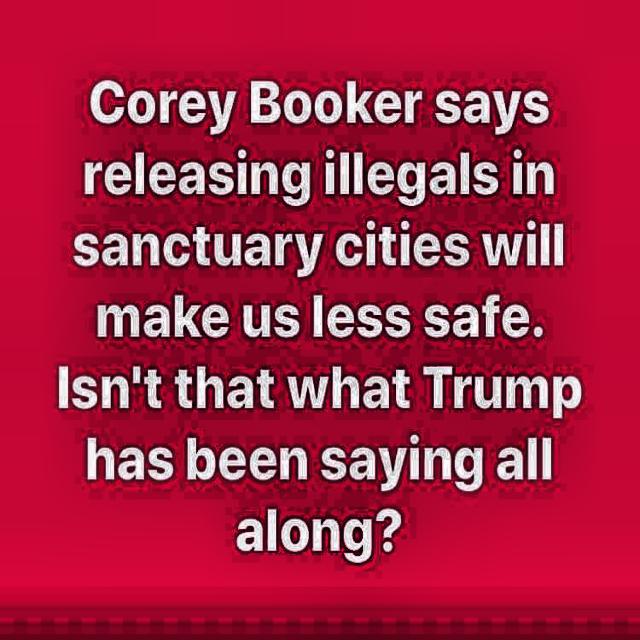 Corey Booker says
releasing illegals in
sanctuary cities will
make us less safe.
Isn't that what Trump
has been saying all
along?